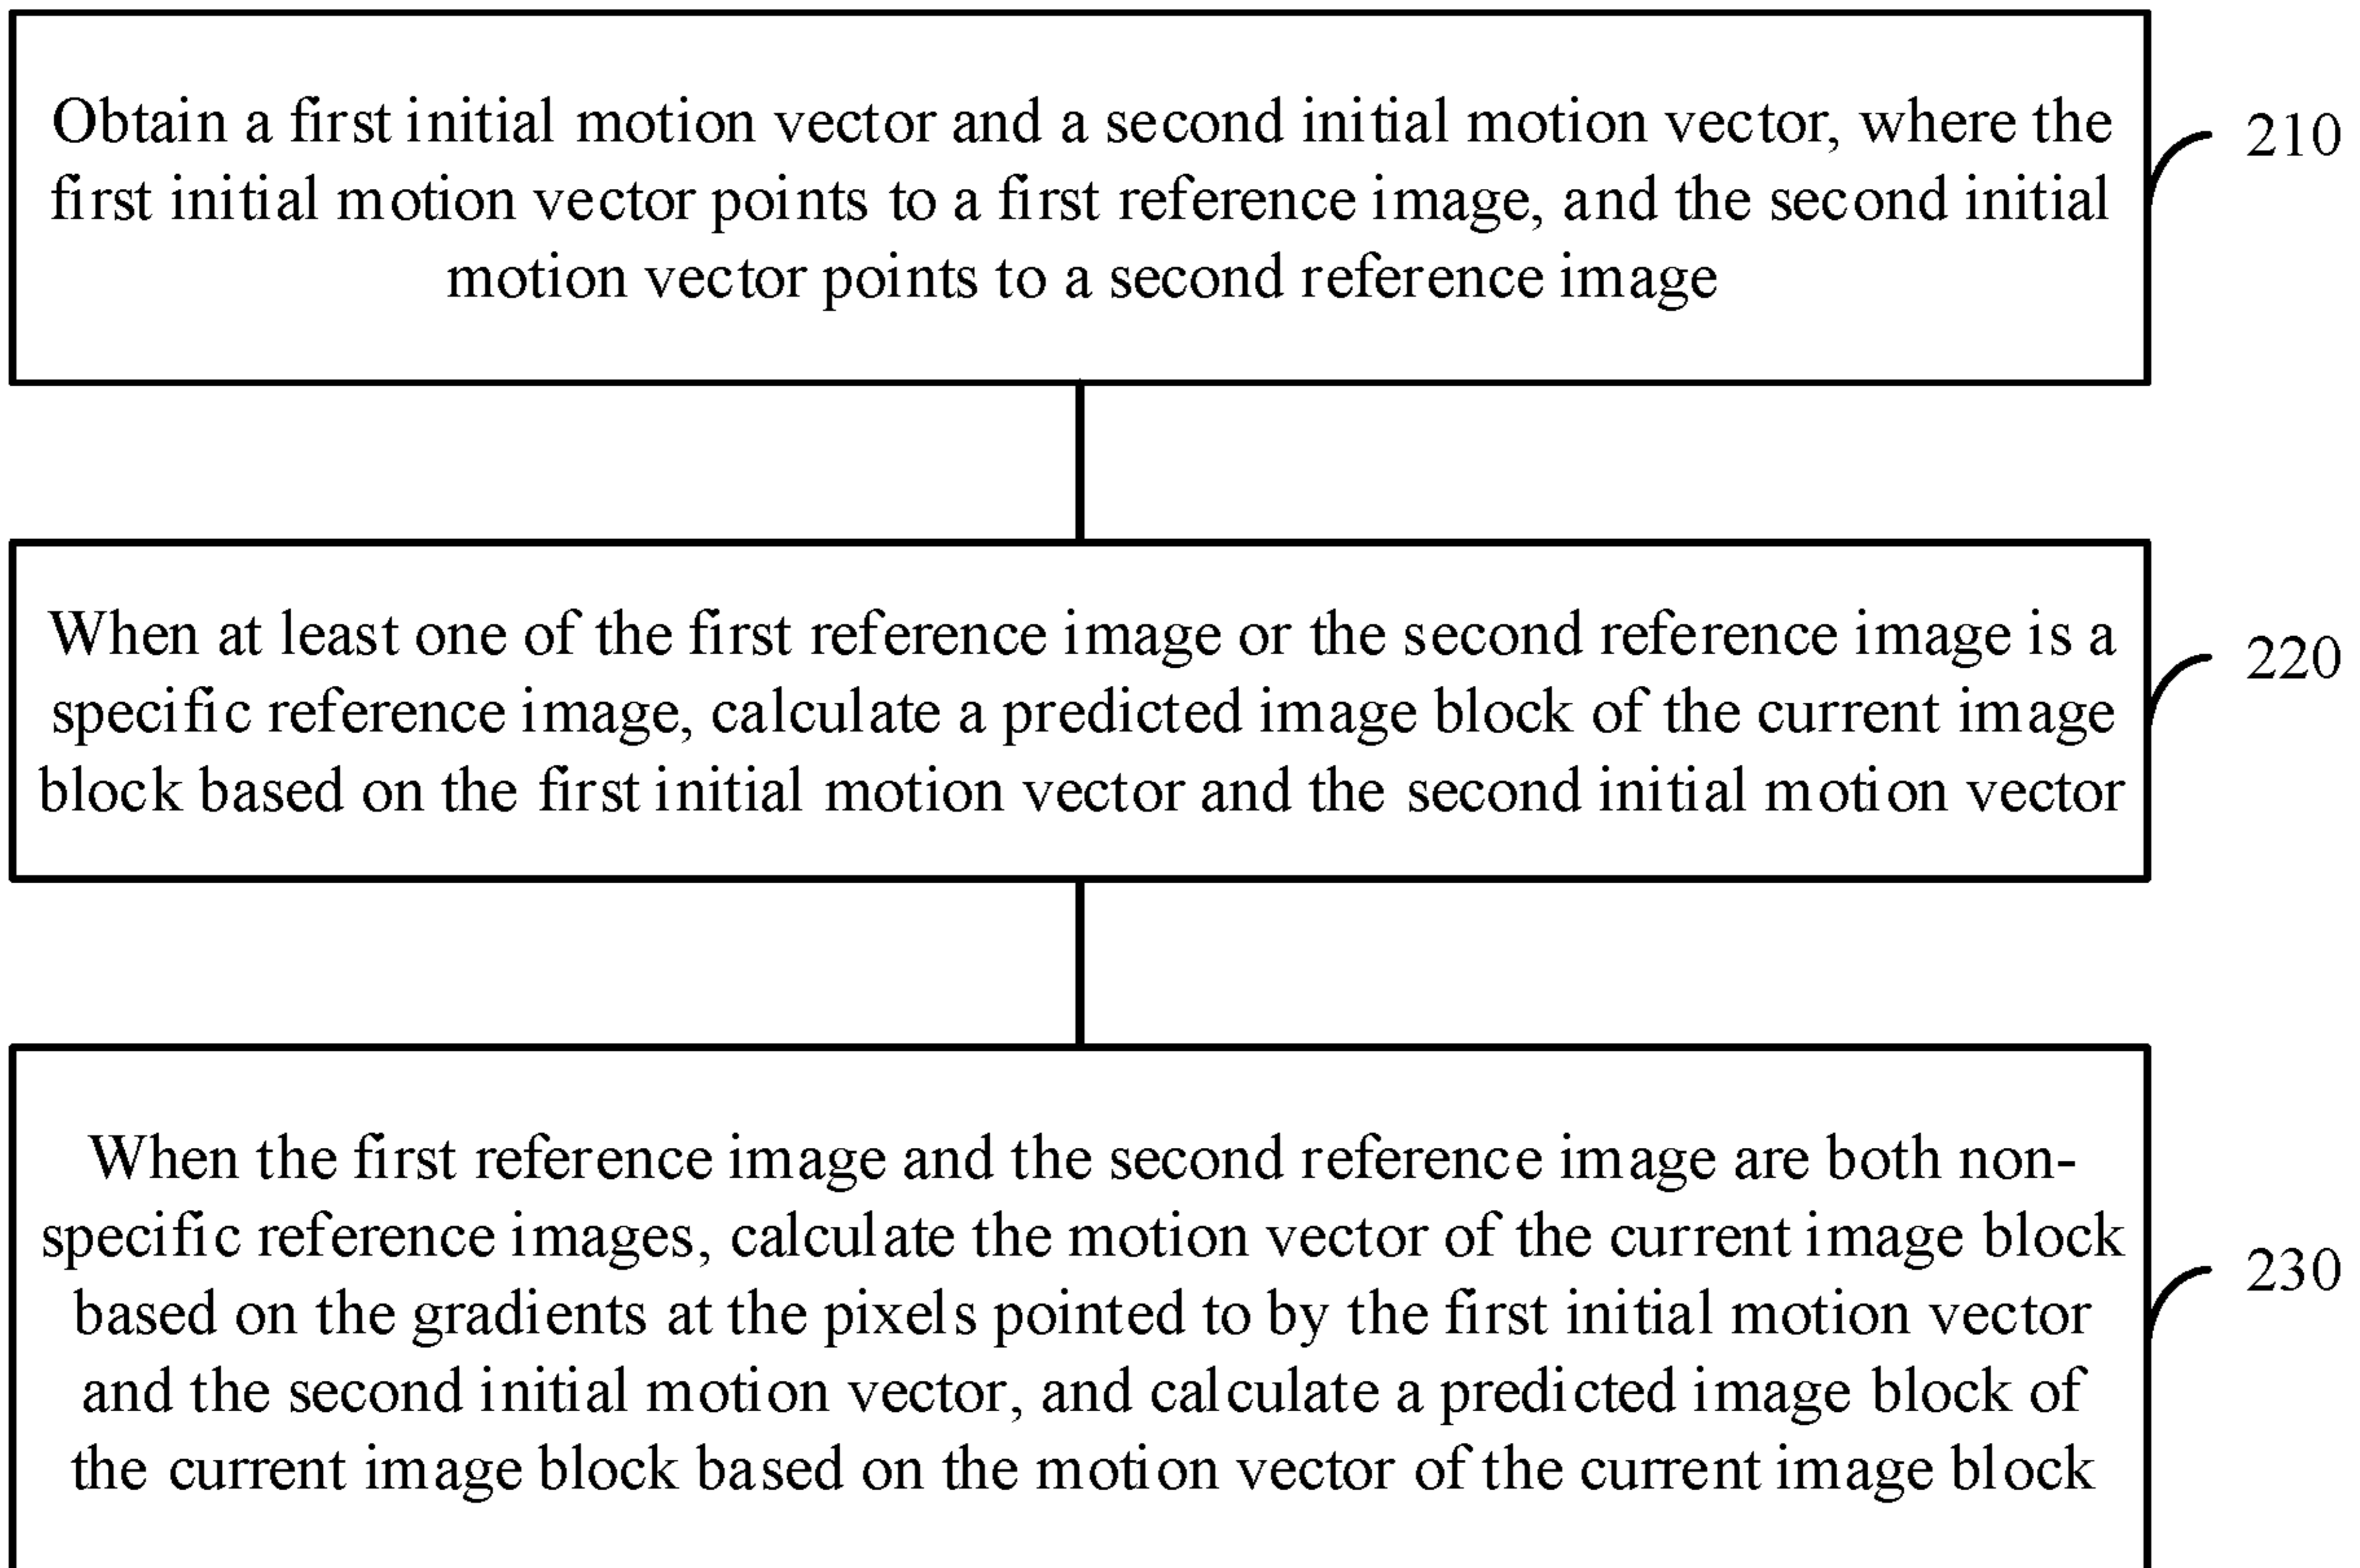 Obtain a first initial motion vector and a second initial motion vector, where the
first initial motion vector points to a first reference image, and the second initial
motion vector points to a second reference image
210
When at least one of the first reference image or the second reference image is a
specific reference image, calculate a predicted image block of the current image
block based on the first initial motion vector and the second initial motion vector
220
When the first reference image and the second reference image are both non-
specific reference images, calculate the motion vector of the current image block
based on the gradients at the pixels pointed to by the first initial motion vector
and the second initial motion vector, and calculate a predicted image block of
the current image block based on the motion vector of the current image block
230